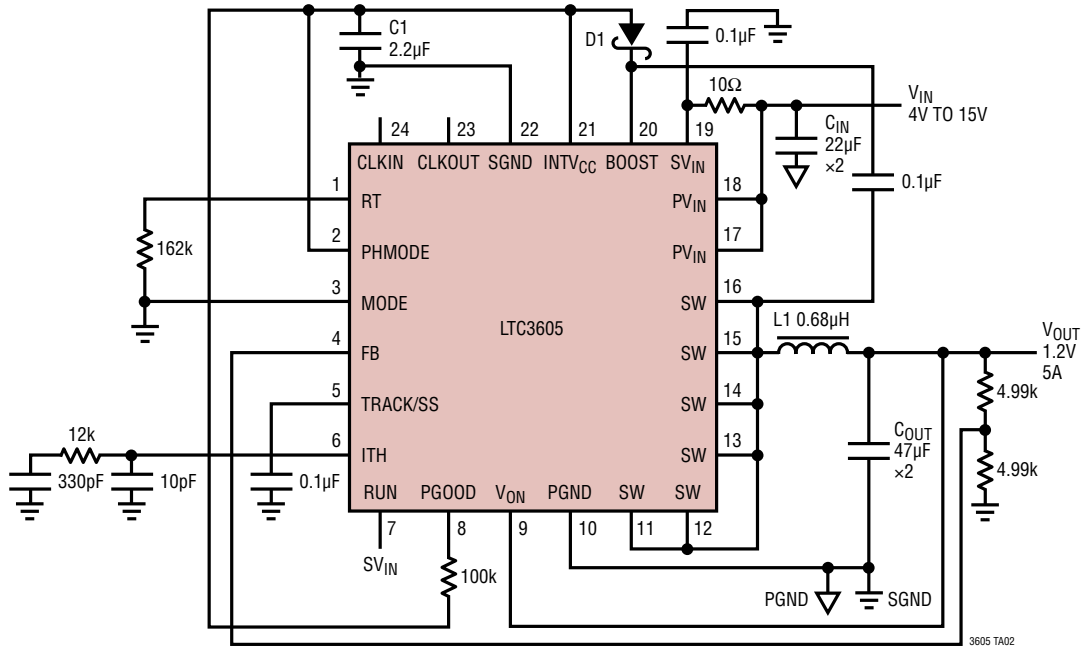 C1
2.2µF
D1
0.1µF
10Ω
V_IN
4V TO 15V
C_IN
22µF
×2
0.1µF
24
23
22
21
20
19
CLKIN
CLKOUT
SGND
INTV_CC
BOOST
SV_IN
1
RT
18
PV_IN
162k
2
PHMODE
17
PV_IN
3
MODE
16
SW
LTC3605
L1 0.68µH
4
FB
15
SW
V_OUT
1.2V
5A
4.99k
5
TRACK/SS
14
SW
12k
6
ITH
13
SW
C_OUT
47µF
×2
4.99k
330pF
10pF
0.1µF
RUN
PGOOD
V_ON
PGND
SW
SW
7
8
9
10
11
12
SV_IN
100k
PGND
SGND
3605 TA02